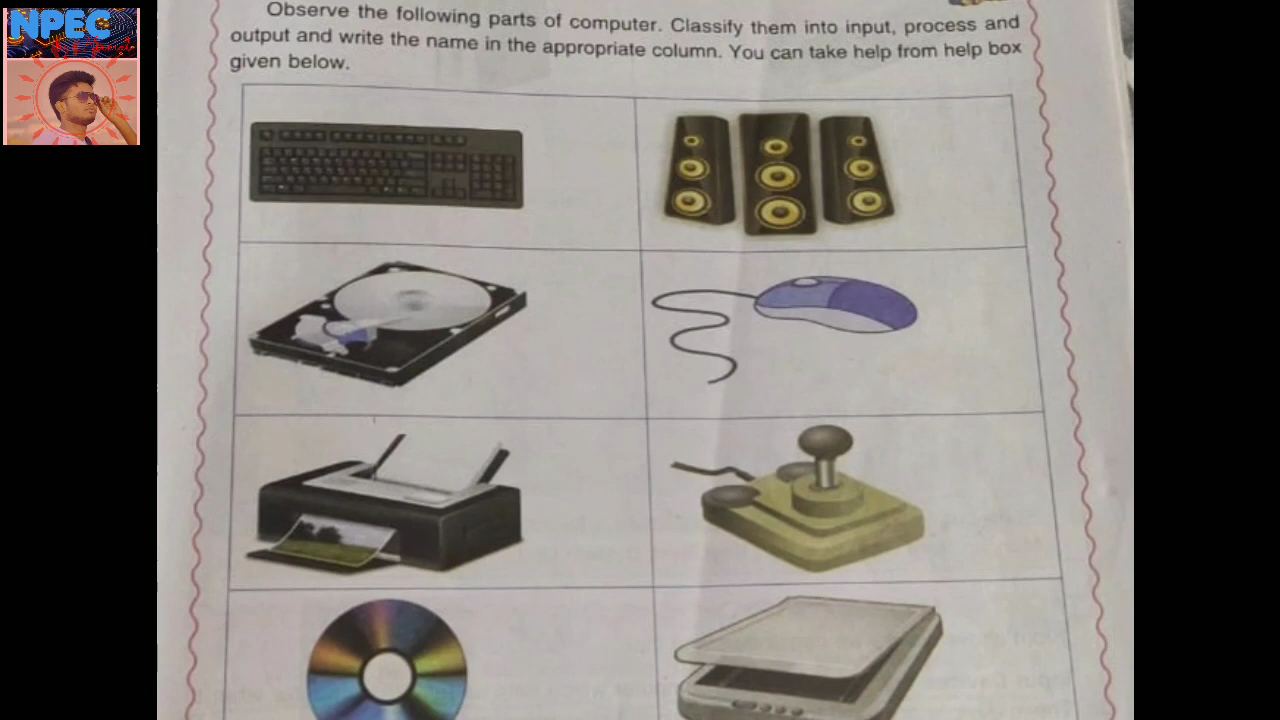 NPEC
Observe the following parts of computer. Classify them into input, process and
output and write the name in the appropriate column. You can take help from help box
given below.